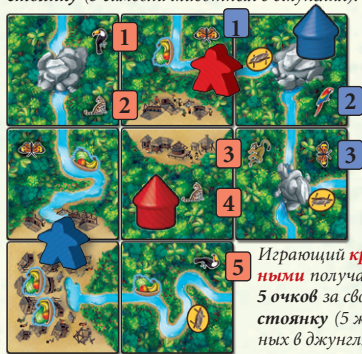 1
1
2
2
3
3
4
5
Играющий кр
ными получа
5 очков за сво
стоянку (5 ж
ных в джунгл